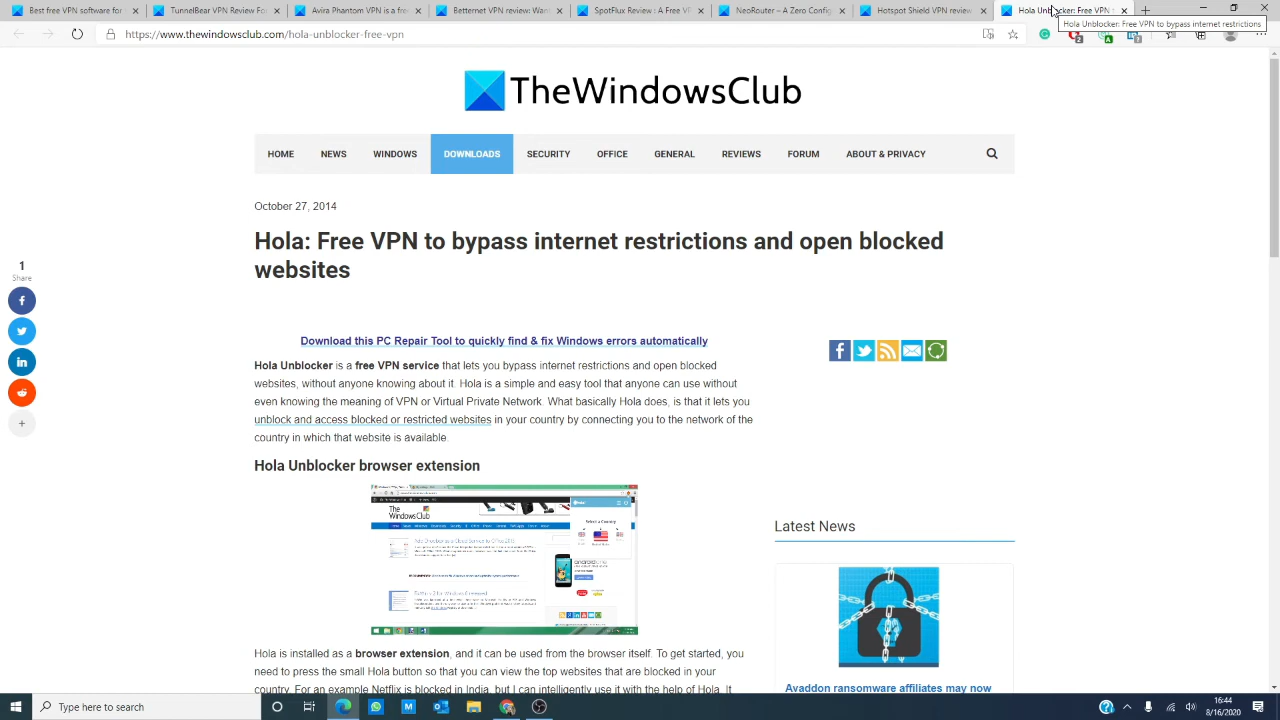 TunnelBear VPN Review For
Avira Phantom VPN is a fre
Betternet
SpotFlux Review : A Free VP
NeoRouter – A Zero Config
Hotspot Shield VPN review
https://www.thewindowsclub.com/hola-unblocker-free-vpn
Hola Unblocker: Free VPN to bypass internet restrictions
TheWindowsClub
HOME NEWS WINDOWS DOWNLOADS SECURITY OFFICE GENERAL REVIEWS FORUM ABOUT & PRIVACY
October 27, 2014
Hola: Free VPN to bypass internet restrictions and open blocked
websites
1
Share
Download this PC Repair Tool to quickly find & fix Windows errors automatically
Hola Unblocker is a free VPN service that lets you bypass internet restrictions and open blocked
websites, without anyone knowing about it. Hola is a simple and easy tool that anyone can use without
even knowing the meaning of VPN or Virtual Private Network. What basically Hola does, is that it lets you
unblock and access blocked or restricted websites in your country by connecting you to the network of the
country in which that website is available.
Hola Unblocker browser extension
The
WindowsClub
Select a Country
Latest News
Hola is installed as a browser extension, and it can be used from the browser itself. To get started, you
need to press the small Hola button so that you can view the top websites that are blocked in your
country. For an example Netflix is blocked in India, but I can intelligently use it with the help of Hola. It
Avaddon ransomware affiliates may now
Type here to search
16:44
8/16/2020